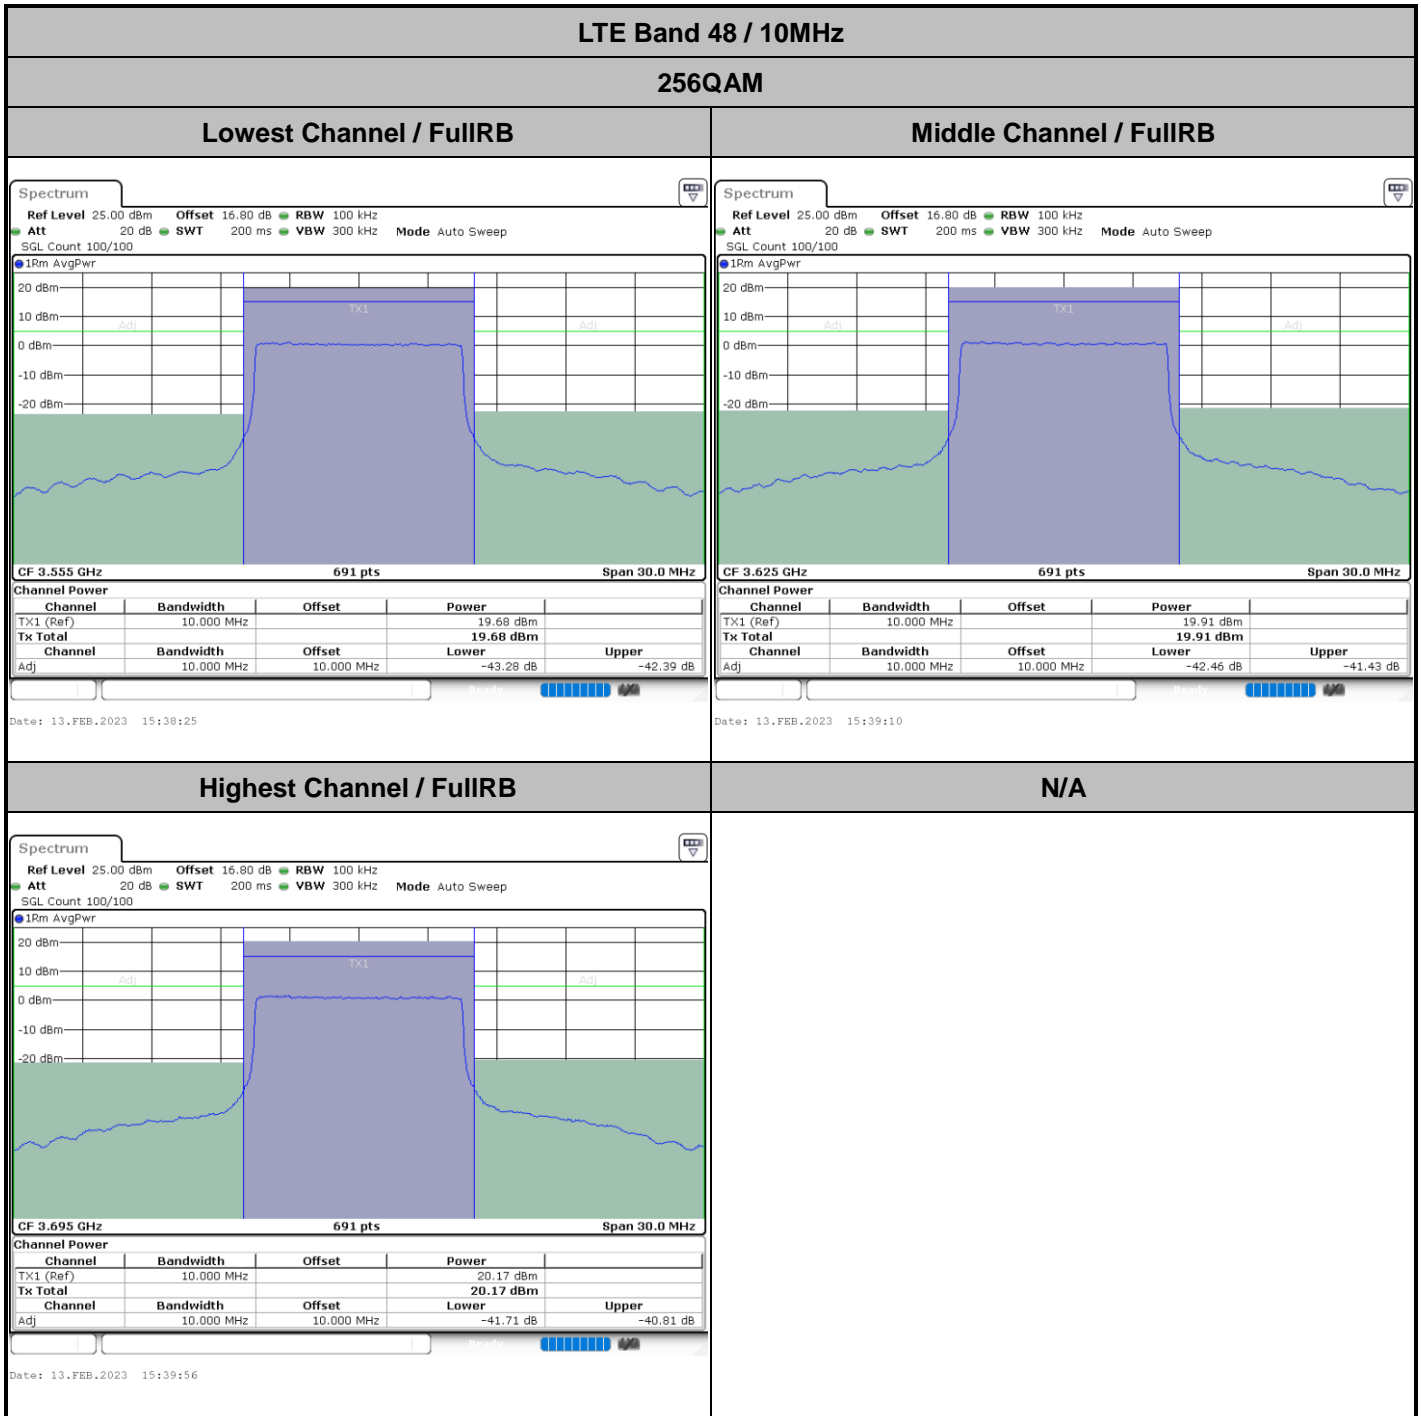 LTE Band 48 / 10MHz
256QAM
Lowest Channel / FullRB
Middle Channel / FullRB
Spectrum
Ref Level 25.00 dBm Offset 16.80 dB RBW 100 kHz
Att 20 dB SWT 200 ms VBW 300 kHz Mode Auto Sweep
SGL Count 100/100
1Rm AvgPwr
20 dBm
TX1
10 dBm
Adj
Adj
0 dBm
-10 dBm
-20 dBm
CF 3.555 GHz 691 pts Span 30.0 MHz
Channel Power
Channel Bandwidth Offset Power
TX1 (Ref) 10.000 MHz 19.68 dBm
Tx Total 19.68 dBm
Channel Bandwidth Offset Lower Upper
Adj 10.000 MHz 10.000 MHz -43.28 dB -42.39 dB
Ready
Date: 13.FEB.2023 15:38:25
Spectrum
Ref Level 25.00 dBm Offset 16.80 dB RBW 100 kHz
Att 20 dB SWT 200 ms VBW 300 kHz Mode Auto Sweep
SGL Count 100/100
1Rm AvgPwr
20 dBm
TX1
10 dBm
Adj
Adj
0 dBm
-10 dBm
-20 dBm
CF 3.625 GHz 691 pts Span 30.0 MHz
Channel Power
Channel Bandwidth Offset Power
TX1 (Ref) 10.000 MHz 19.91 dBm
Tx Total 19.91 dBm
Channel Bandwidth Offset Lower Upper
Adj 10.000 MHz 10.000 MHz -42.46 dB -41.43 dB
Ready
Date: 13.FEB.2023 15:39:10
Highest Channel / FullRB
N/A
Spectrum
Ref Level 25.00 dBm Offset 16.80 dB RBW 100 kHz
Att 20 dB SWT 200 ms VBW 300 kHz Mode Auto Sweep
SGL Count 100/100
1Rm AvgPwr
20 dBm
TX1
10 dBm
Adj
Adj
0 dBm
-10 dBm
-20 dBm
CF 3.695 GHz 691 pts Span 30.0 MHz
Channel Power
Channel Bandwidth Offset Power
TX1 (Ref) 10.000 MHz 20.17 dBm
Tx Total 20.17 dBm
Channel Bandwidth Offset Lower Upper
Adj 10.000 MHz 10.000 MHz -41.71 dB -40.81 dB
Ready
Date: 13.FEB.2023 15:39:56